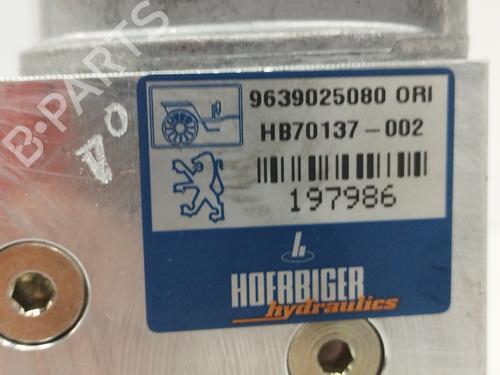 B-PARTS
9639025080 ORI
HB70137-002
197986
HOERBIGER
hydraulics